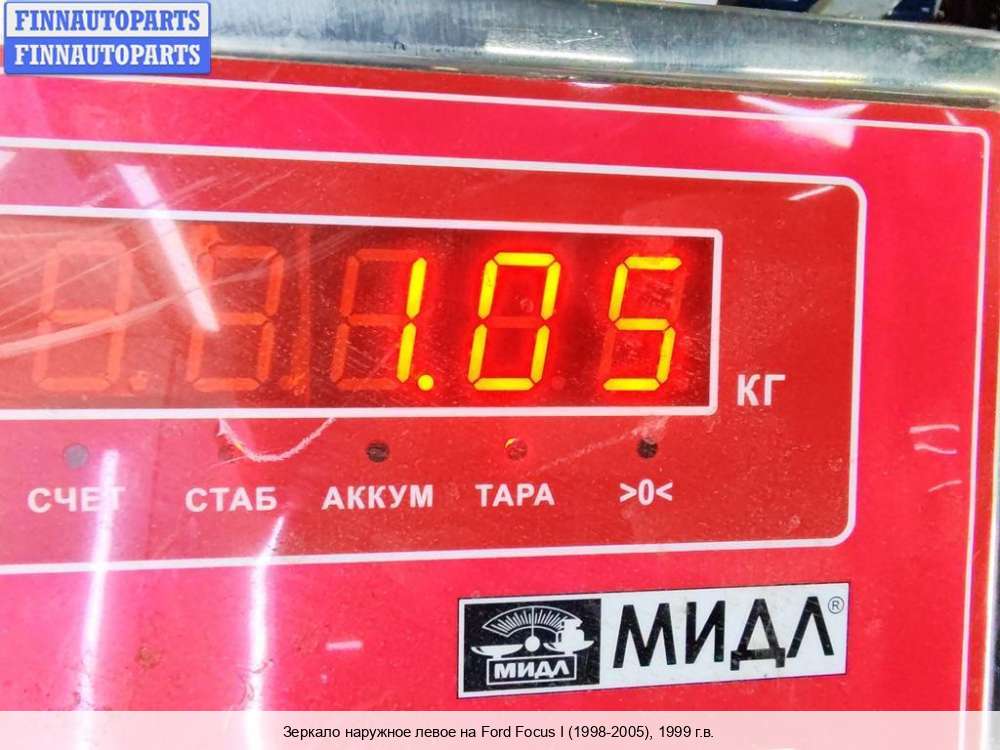 FINNAUTOPARTS
FINNAUTOPARTS
1.05
КГ
СЧЕТ СТАБ АККУМ ТАРА >0<
МИДЛ
МИДЛ®
Зеркало наружное левое на Ford Focus I (1998-2005), 1999 г.в.